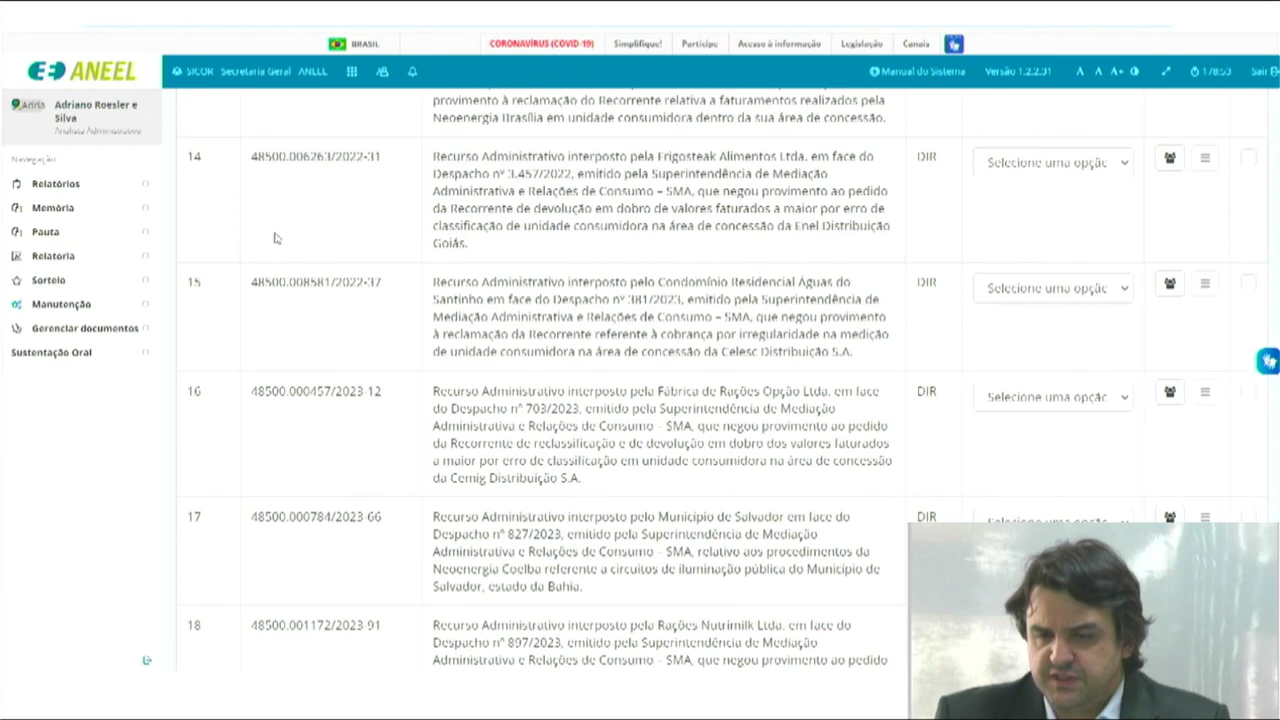 BRASIL
CORONAVÍRUS (COVID-19)
Simplifique!
Participe
Acesso à informação
Legislação
Canais
ANEEL
SICOR Secretaria Geral ANEEL
Manual do Sistema
Versão 1.2.2.31
A A A+
Sair
Adriano Roesler e
Silva
Analista Administrativo
Navegação
Relatórios
Memória
Pauta
Relatoria
Sorteio
Manutenção
Gerenciar documentos
Sustentação Oral
provimento à reclamação do Recorrente relativa a faturamentos realizados pela
Neoenergia Brasília em unidade consumidora dentro da sua área de concessão.
14 48500.006263/2022-31 Recurso Administrativo interposto pela Frigosteak Alimentos Ltda. em face do DIR Selecione uma opçãc
Despacho nº 3.457/2022, emitido pela Superintendência de Mediação
Administrativa e Relações de Consumo – SMA, que negou provimento ao pedido
da Recorrente de devolução em dobro de valores faturados a maior por erro de
classificação de unidade consumidora na área de concessão da Enel Distribuição
Goiás.
15 48500.008581/2022-37 Recurso Administrativo interposto pelo Condomínio Residencial Águas do DIR Selecione uma opçãc
Santinho em face do Despacho nº 381/2023, emitido pela Superintendência de
Mediação Administrativa e Relações de Consumo – SMA, que negou provimento
à reclamação da Recorrente referente à cobrança por irregularidade na medição
de unidade consumidora na área de concessão da Celesc Distribuição S.A.
16 48500.000457/2023-12 Recurso Administrativo interposto pela Fábrica de Rações Opção Ltda. em face DIR Selecione uma opçãc
do Despacho nº 703/2023, emitido pela Superintendência de Mediação
Administrativa e Relações de Consumo – SMA, que negou provimento ao pedido
da Recorrente de reclassificação e de devolução em dobro dos valores faturados
a maior por erro de classificação em unidade consumidora na área de concessão
da Cemig Distribuição S.A.
17 48500.000784/2023-66 Recurso Administrativo interposto pelo Município de Salvador em face do DIR Selecione uma opçãc
Despacho nº 827/2023, emitido pela Superintendência de Mediação
Administrativa e Relações de Consumo – SMA, relativo aos procedimentos da
Neoenergia Coelba referente a circuitos de iluminação pública do Município de
Salvador, estado da Bahia.
18 48500.001172/2023-91 Recurso Administrativo interposto pela Rações Nutrimilk Ltda. em face do
Despacho nº 897/2023, emitido pela Superintendência de Mediação
Administrativa e Relações de Consumo – SMA, que negou provimento ao pedido